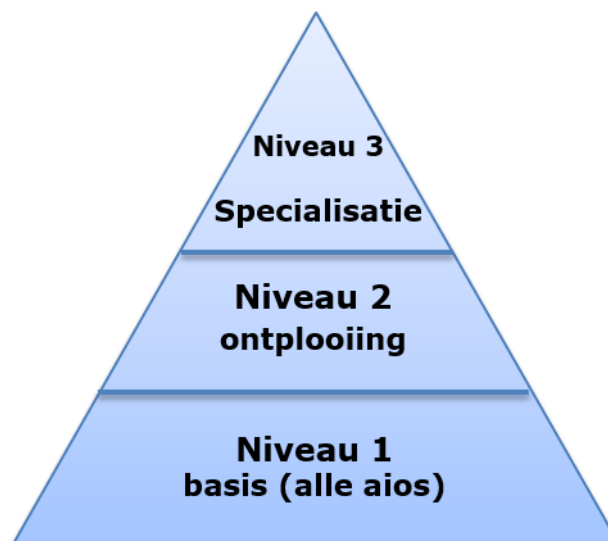 Niveau 3
Specialisatie
Niveau 2
ontplooiing
Niveau 1
basis (alle aios)